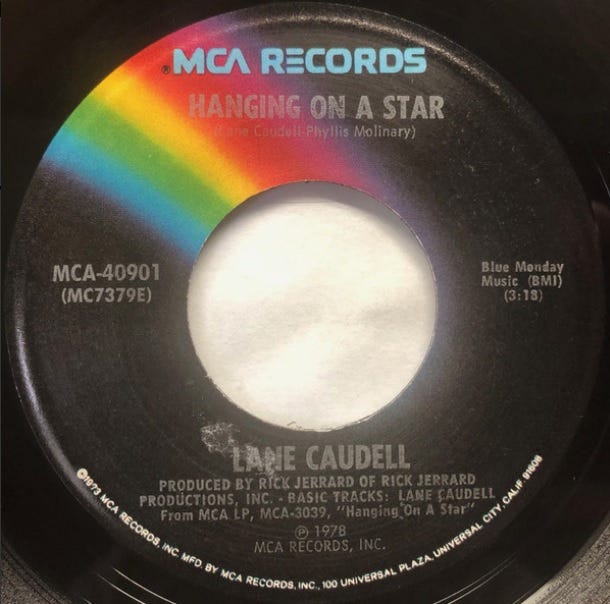 MCA RECORDS
HANGING ON A STAR
(Lane Caudell-Phyllis Molinary)
MCA-40901
(MC7379E)
Blue Monday
Music (BMI)
(3:18)
LANE CAUDELL
PRODUCED BY RICK JERRARD OF RICK JERRARD
PRODUCTIONS, INC. - BASIC TRACKS: LANE CAUDELL
From MCA LP, MCA-3039, "Hanging On A Star"
℗ 1978
MCA RECORDS, INC.
©1973 MCA RECORDS, INC. MFD. BY MCA RECORDS, INC., 100 UNIVERSAL PLAZA, UNIVERSAL CITY, CALIF. 91608